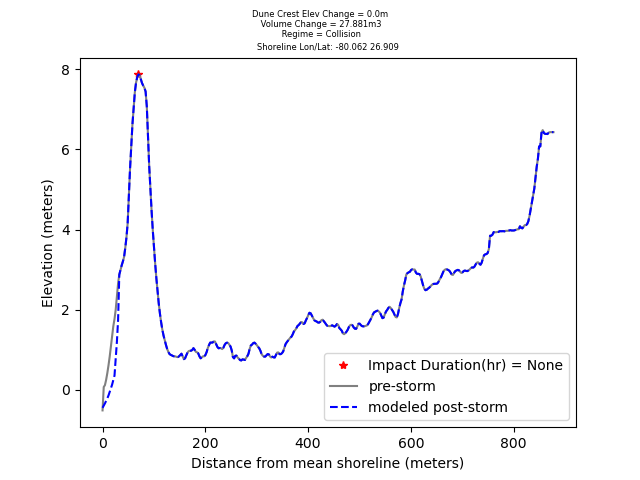 Dune Crest Elev Change = 0.0m
Volume Change = 27.881m3
Regime = Collision
Shoreline Lon/Lat: -80.062 26.909
8
6
4
2
0
Elevation (meters)
Impact Duration(hr) = None
pre-storm
modeled post-storm
0 200 400 600 800
Distance from mean shoreline (meters)